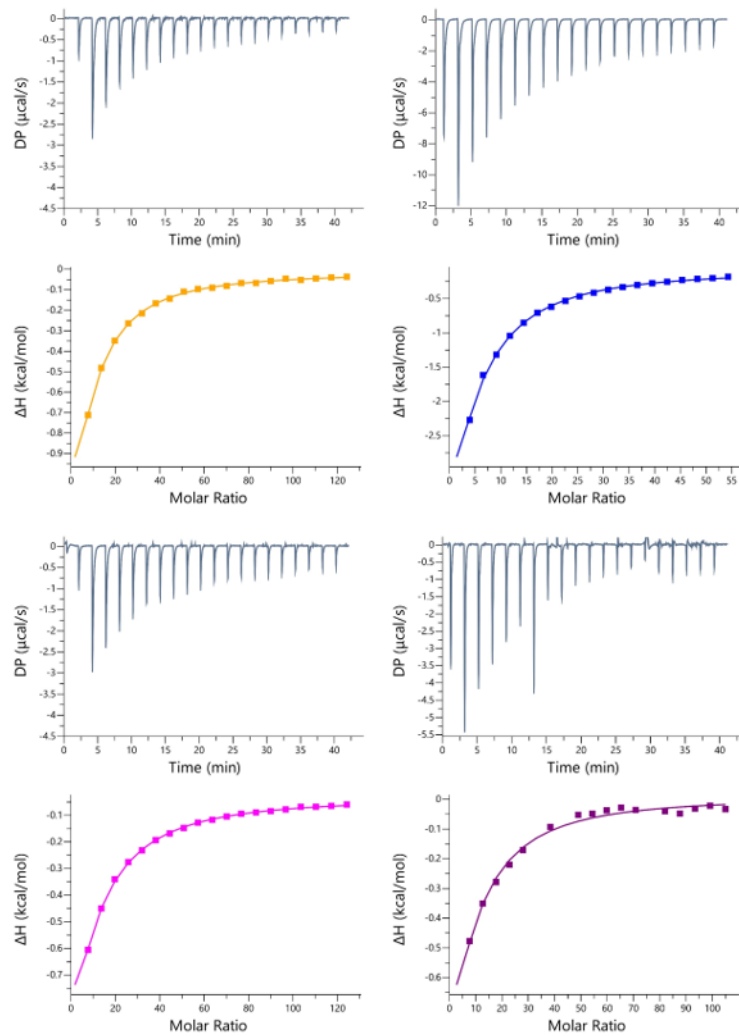 0
-0.5
-1
-1.5
-2
-2.5
-3
-3.5
-4
-4.5
DP (µcal/s)
0 5 10 15 20 25 30 35 40
Time (min)
0
-2
-4
-6
-8
-10
-12
DP (µcal/s)
0 5 10 15 20 25 30 35 40
Time (min)
0
-0.1
-0.2
-0.3
-0.4
-0.5
-0.6
-0.7
-0.8
-0.9
ΔH (kcal/mol)
0 20 40 60 80 100 120
Molar Ratio
-0.5
-1
-1.5
-2
-2.5
ΔH (kcal/mol)
0 5 10 15 20 25 30 35 40 45 50 55
Molar Ratio
0
-0.5
-1
-1.5
-2
-2.5
-3
-3.5
-4
-4.5
DP (µcal/s)
0 5 10 15 20 25 30 35 40
Time (min)
0
-0.5
-1
-1.5
-2
-2.5
-3
-3.5
-4
-4.5
-5
-5.5
DP (µcal/s)
0 5 10 15 20 25 30 35 40
Time (min)
-0.1
-0.2
-0.3
-0.4
-0.5
-0.6
-0.7
ΔH (kcal/mol)
0 20 40 60 80 100 120
Molar Ratio
0
-0.1
-0.2
-0.3
-0.4
-0.5
-0.6
ΔH (kcal/mol)
0 10 20 30 40 50 60 70 80 90 100
Molar Ratio